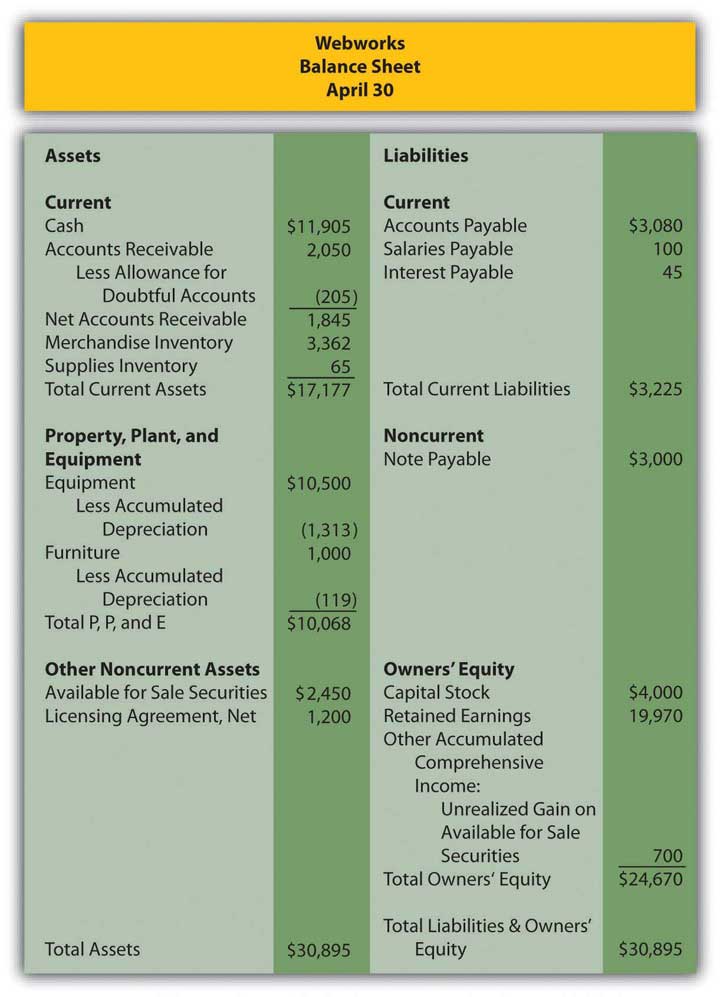 Webworks
Balance Sheet
April 30
Assets
Current
Cash $11,905
Accounts Receivable 2,050
Less Allowance for
Doubtful Accounts (205)
Net Accounts Receivable 1,845
Merchandise Inventory 3,362
Supplies Inventory 65
Total Current Assets $17,177
Property, Plant, and
Equipment
Equipment $10,500
Less Accumulated
Depreciation (1,313)
Furniture 1,000
Less Accumulated
Depreciation (119)
Total P, P, and E $10,068
Other Noncurrent Assets
Available for Sale Securities $2,450
Licensing Agreement, Net 1,200
Total Assets $30,895
Liabilities
Current
Accounts Payable $3,080
Salaries Payable 100
Interest Payable 45
Total Current Liabilities $3,225
Noncurrent
Note Payable $3,000
Owners’ Equity
Capital Stock $4,000
Retained Earnings 19,970
Other Accumulated
Comprehensive
Income:
Unrealized Gain on
Available for Sale
Securities 700
Total Owners‘ Equity $24,670
Total Liabilities & Owners’
Equity $30,895